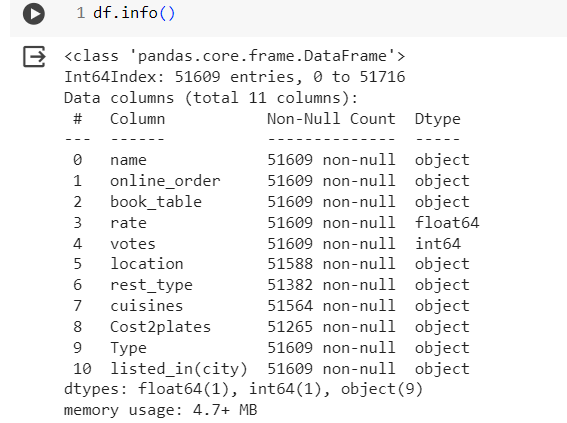 1 df.info()
<class 'pandas.core.frame.DataFrame'>
Int64Index: 51609 entries, 0 to 51716
Data columns (total 11 columns):
 #   Column           Non-Null Count  Dtype
---  ------           --------------  -----
 0   name             51609 non-null  object
 1   online_order     51609 non-null  object
 2   book_table       51609 non-null  object
 3   rate             51609 non-null  float64
 4   votes            51609 non-null  int64
 5   location         51588 non-null  object
 6   rest_type        51382 non-null  object
 7   cuisines         51564 non-null  object
 8   Cost2plates      51265 non-null  object
 9   Type             51609 non-null  object
 10  listed_in(city)  51609 non-null  object
dtypes: float64(1), int64(1), object(9)
memory usage: 4.7+ MB